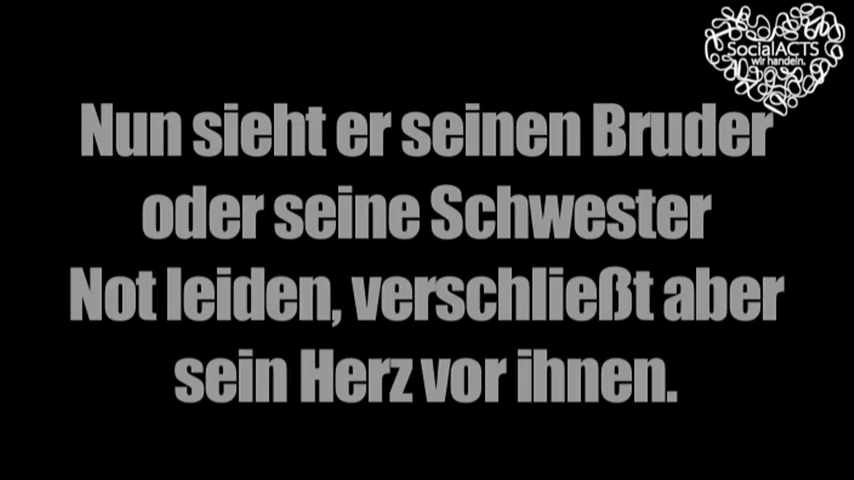 SocialACTS
wir handeln.
Nun sieht er seinen Bruder
oder seine Schwester
Not leiden, verschließt aber
sein Herz vor ihnen.